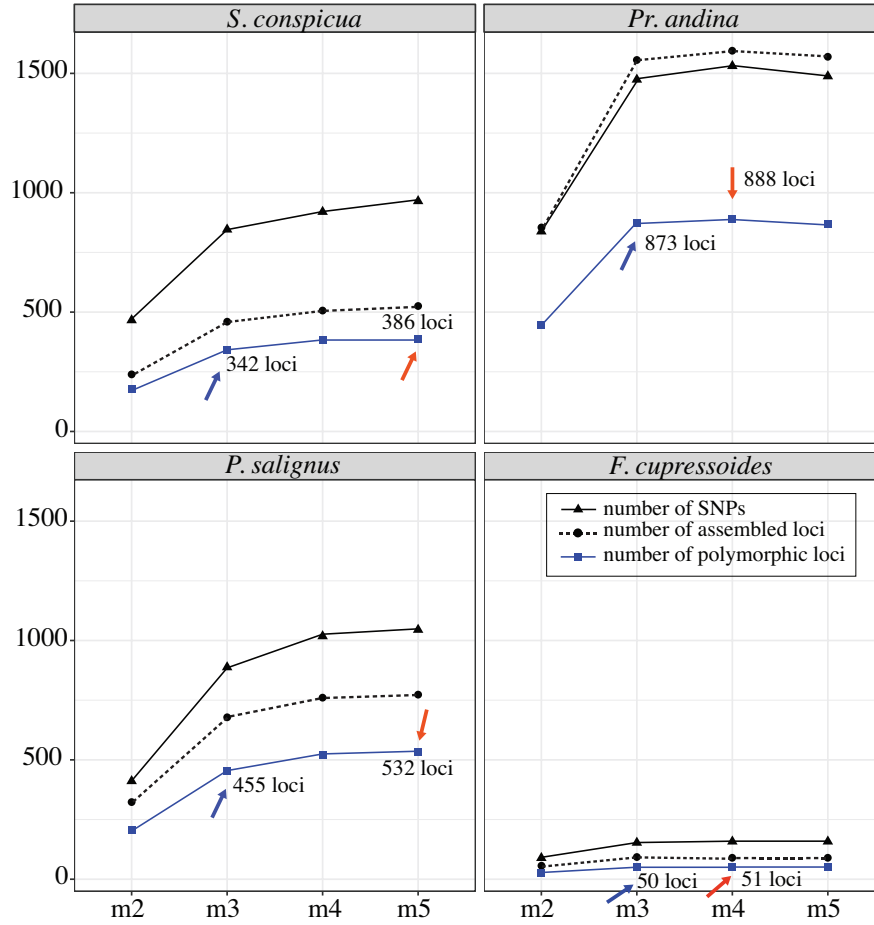 S. conspicua
Pr. andina
1500
1000
500
0
386 loci
342 loci
888 loci
873 loci
P. salignus
F. cupressoides
1500
1000
500
0
455 loci
532 loci
number of SNPs
number of assembled loci
number of polymorphic loci
50 loci
51 loci
m2 m3 m4 m5
m2 m3 m4 m5